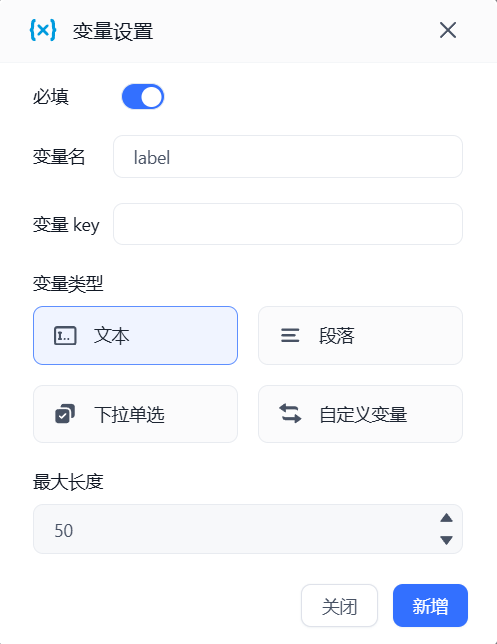 变量设置
必填
变量名 label
变量 key
变量类型
文本 段落
下拉单选 自定义变量
最大长度
50
关闭 新增